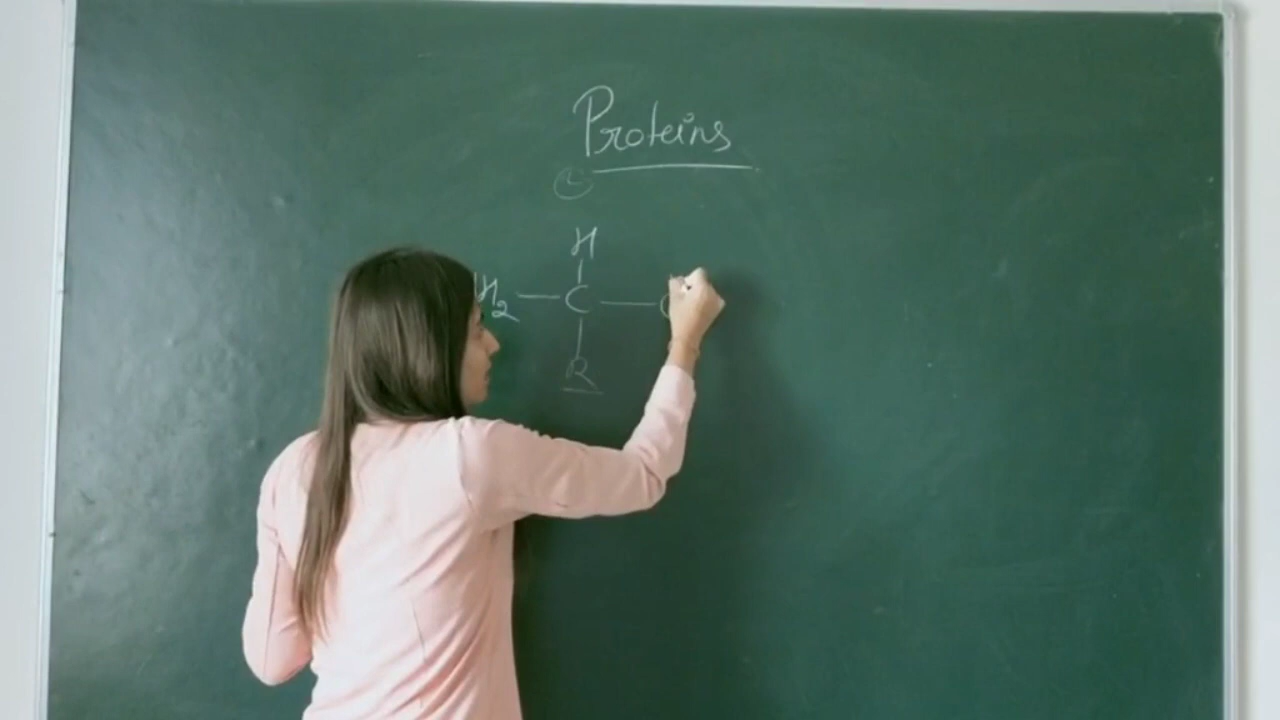 Proteins
H
H2 — C — C
R